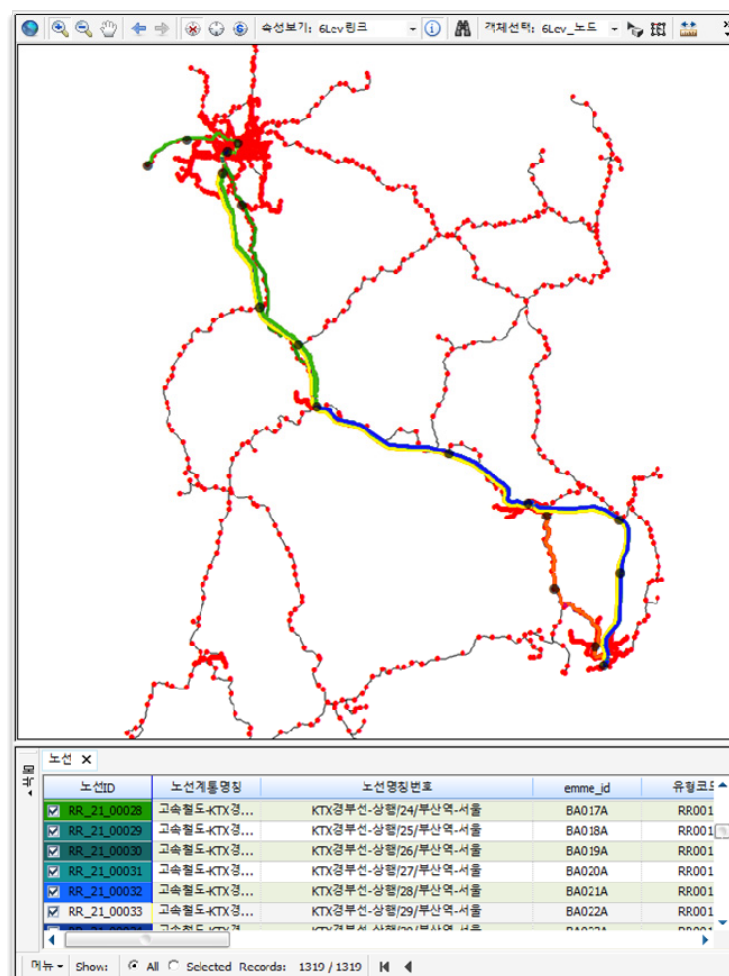 속성보기: 6Lev링크 객체선택: 6Lev_노드
노선
메뉴
노선ID 노선계통명칭 노선명칭번호 emme_id 유형코드
RR_21_00028 고속철도-KTX경... KTX경부선-상행/24/부산역-서울 BA017A RR001
RR_21_00029 고속철도-KTX경... KTX경부선-상행/25/부산역-서울 BA018A RR001
RR_21_00030 고속철도-KTX경... KTX경부선-상행/26/부산역-서울 BA019A RR001
RR_21_00031 고속철도-KTX경... KTX경부선-상행/27/부산역-서울 BA020A RR001
RR_21_00032 고속철도-KTX경... KTX경부선-상행/28/부산역-서울 BA021A RR001
RR_21_00033 고속철도-KTX경... KTX경부선-상행/29/부산역-서울 BA022A RR001
메뉴 Show: All Selected Records: 1319 / 1319